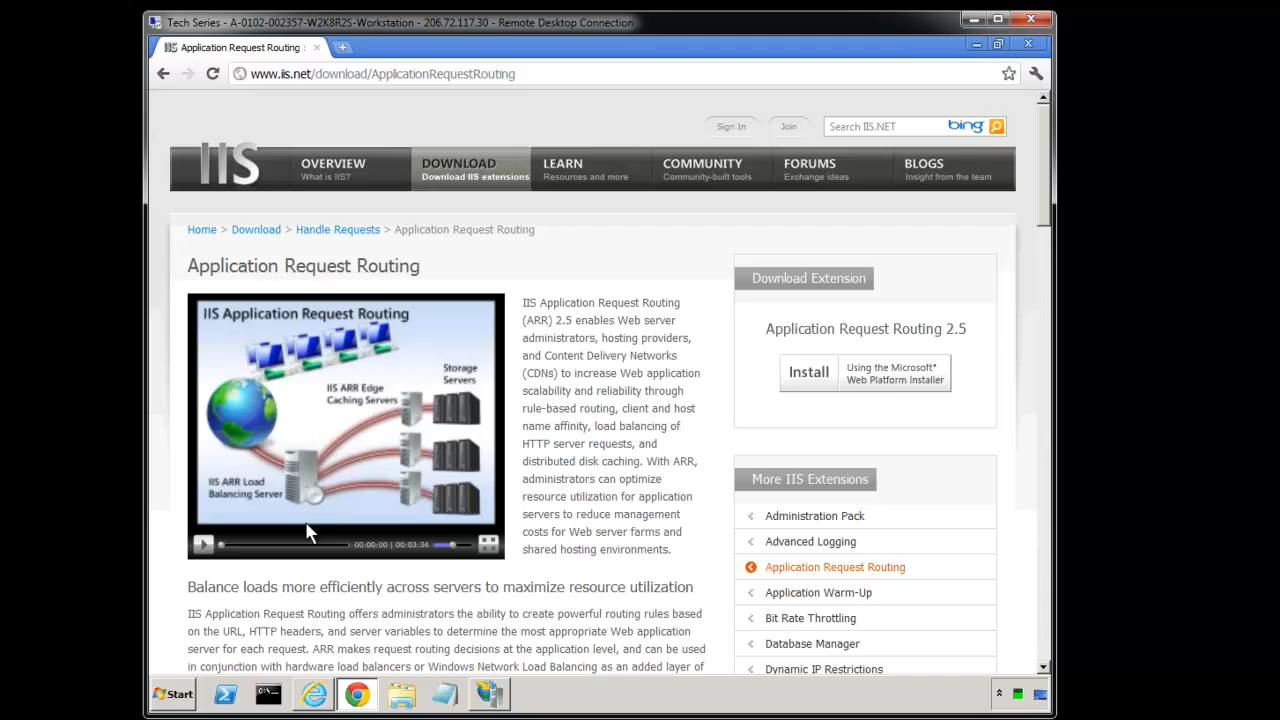 Tech Series - A-0102-002357-W2K8R2S-Workstation - 206.72.117.30 - Remote Desktop Connection
IIS Application Request Routing :
www.iis.net/download/ApplicationRequestRouting
Sign In
Join
Search IIS.NET
bing
IIS
OVERVIEW
What is IIS?
DOWNLOAD
Download IIS extensions
LEARN
Resources and more
COMMUNITY
Community-built tools
FORUMS
Exchange ideas
BLOGS
Insight from the team
Home > Download > Handle Requests > Application Request Routing
Application Request Routing
IIS Application Request Routing
Storage
Servers
IIS ARR Edge
Caching Servers
IIS ARR Load
Balancing Server
00:00:00 | 00:03:34
IIS Application Request Routing
(ARR) 2.5 enables Web server
administrators, hosting providers,
and Content Delivery Networks
(CDNs) to increase Web application
scalability and reliability through
rule-based routing, client and host
name affinity, load balancing of
HTTP server requests, and
distributed disk caching. With ARR,
administrators can optimize
resource utilization for application
servers to reduce management
costs for Web server farms and
shared hosting environments.
Balance loads more efficiently across servers to maximize resource utilization
IIS Application Request Routing offers administrators the ability to create powerful routing rules based
on the URL, HTTP headers, and server variables to determine the most appropriate Web application
server for each request. ARR makes request routing decisions at the application level, and can be used
in conjunction with hardware load balancers or Windows Network Load Balancing as an added layer of
Download Extension
Application Request Routing 2.5
Install
Using the Microsoft®
Web Platform Installer
More IIS Extensions
Administration Pack
Advanced Logging
Application Request Routing
Application Warm-Up
Bit Rate Throttling
Database Manager
Dynamic IP Restrictions
Start